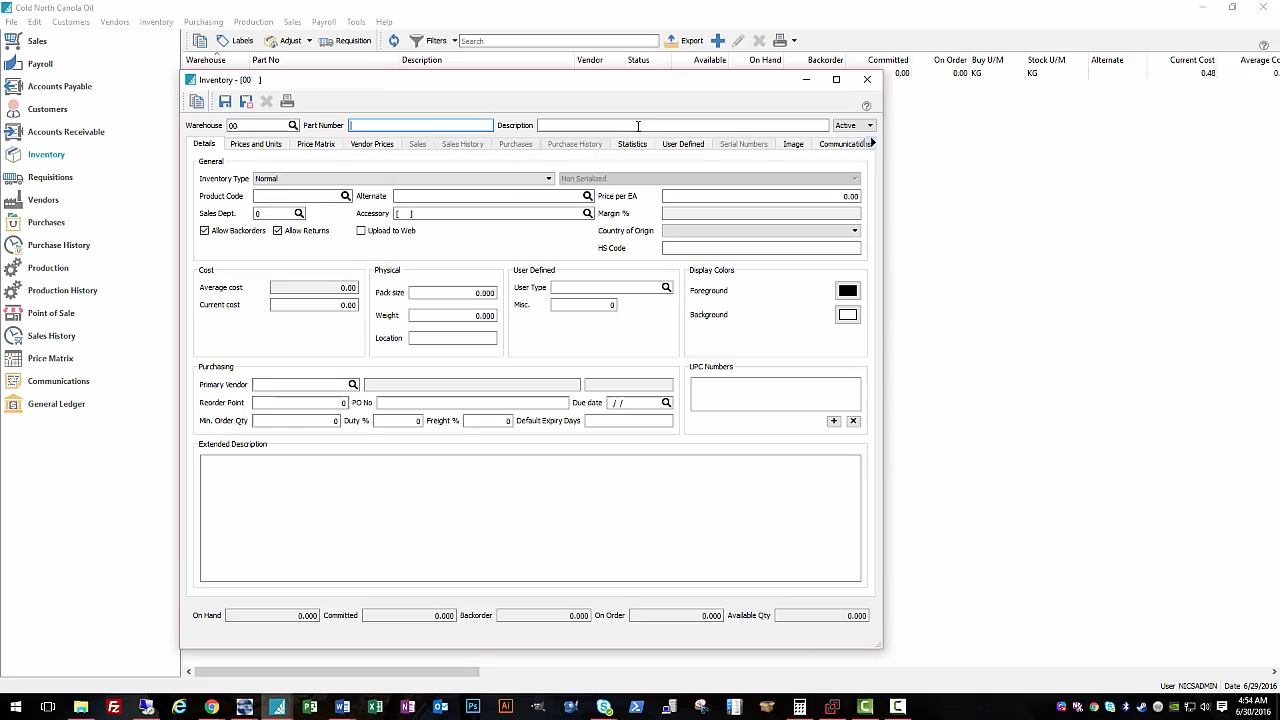 Cold North Canola Oil
File Edit Customers Vendors Inventory Purchasing Production Sales Payroll Tools Help
Sales
Payroll
Accounts Payable
Customers
Accounts Receivable
Inventory
Requisitions
Vendors
Purchases
Purchase History
Production
Production History
Point of Sale
Sales History
Price Matrix
Communications
General Ledger
Labels Adjust Requisition Filters Search Export
Warehouse Part No Description Vendor Status Available On Hand Backorder Committed On Order Buy U/M Stock U/M Alternate Current Cost Average Co
0.00 0.00 KG KG 0.48 0.
Inventory - [00 ]
Warehouse 00 Part Number Description Active
Details Prices and Units Price Matrix Vendor Prices Sales Sales History Purchases Purchase History Statistics User Defined Serial Numbers Image Communications
General
Inventory Type Normal Non Serialized
Product Code Alternate Price per EA 0.00
Sales Dept. 0 Accessory [ ] Margin %
Allow Backorders Allow Returns Upload to Web Country of Origin
HS Code
Cost Physical User Defined Display Colors
Average cost 0.00 Pack size 0.000 User Type Foreground
Current cost 0.00 Weight 0.000 Misc. 0 Background
Location
Purchasing UPC Numbers
Primary Vendor
Reorder Point 0 PO No Due date / /
Min. Order Qty 0 Duty % 0 Freight % 0 Default Expiry Days
Extended Description
On Hand 0.000 Committed 0.000 Backorder 0.000 On Order 0.000 Available Qty 0.000
User NICSADMIN Date 6/29/2016
4:54 AM
6/30/2016